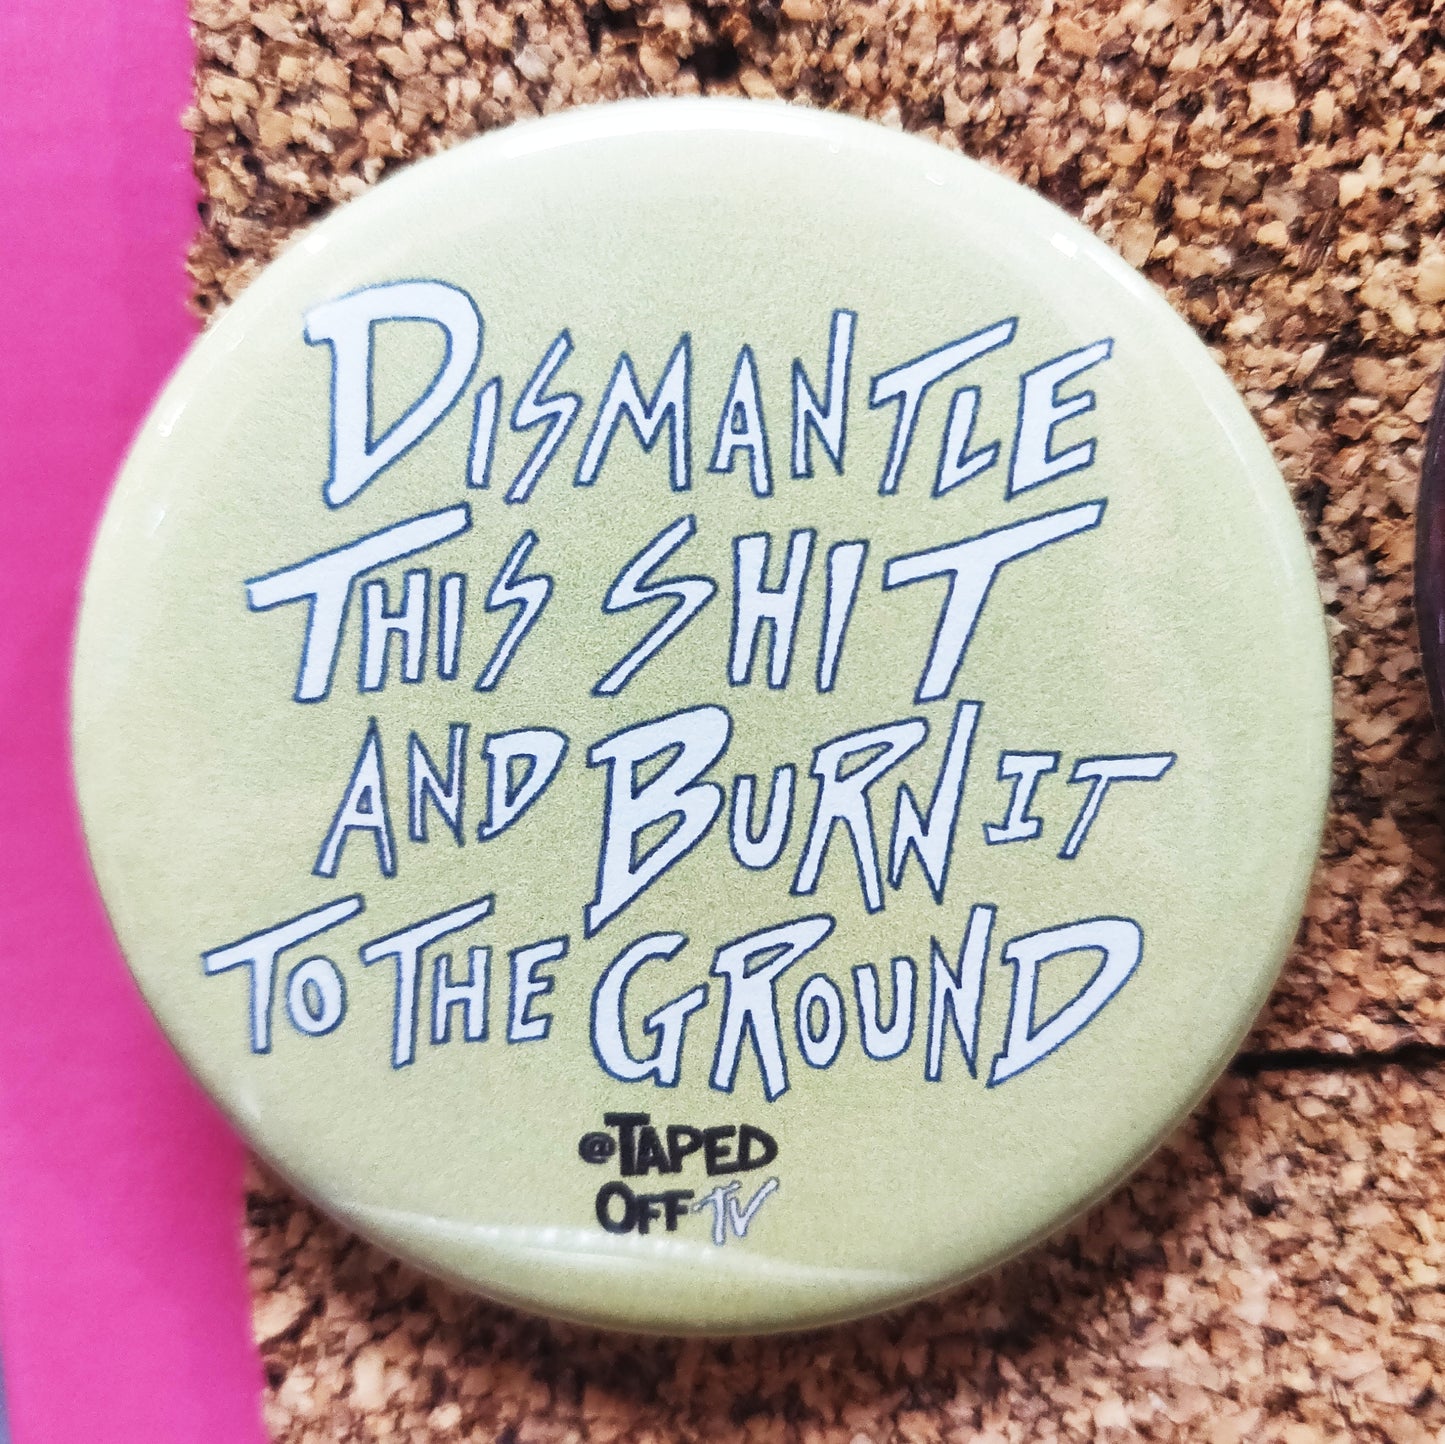 DISMANTLE
THIS SHIT
AND BURN IT
TO THE GROUND
@TAPED
OFF TV